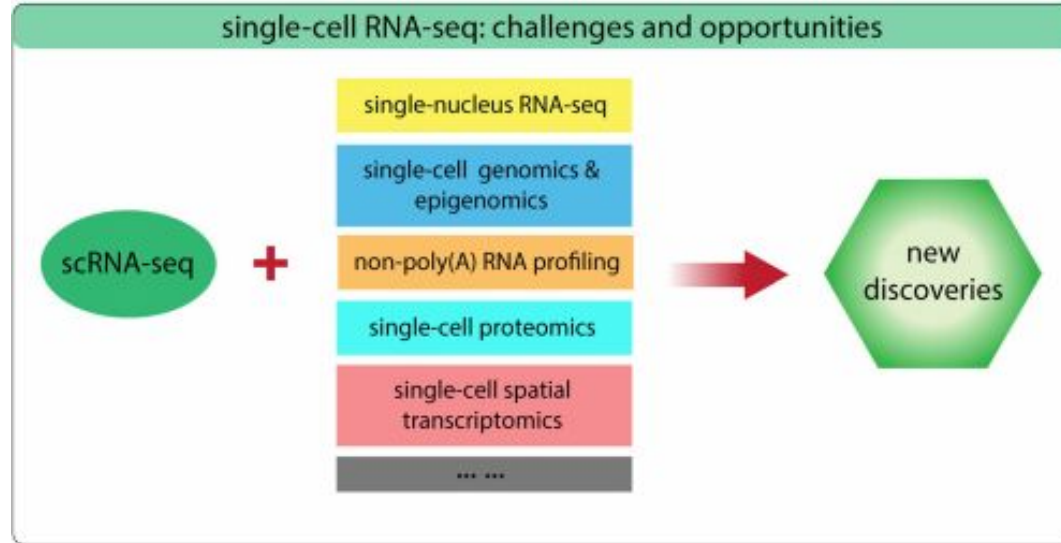 single-cell RNA-seq: challenges and opportunities
single-nucleus RNA-seq
single-cell genomics &
epigenomics
scRNA-seq
+
non-poly(A) RNA profiling
new
discoveries
single-cell proteomics
single-cell spatial
transcriptomics
... ...